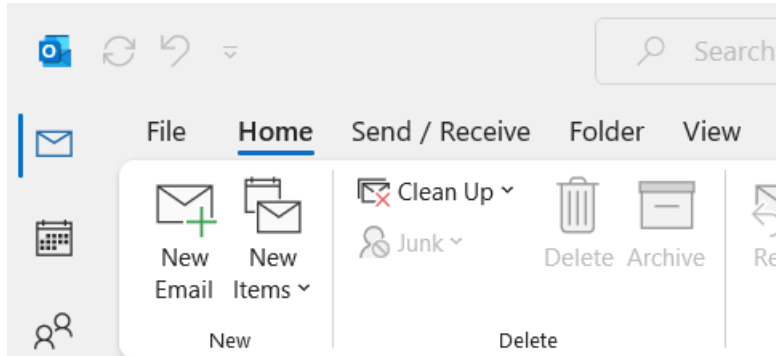 Search
File Home Send / Receive Folder View
New Email
New Items
Clean Up
Junk
Delete
Archive
New
Delete